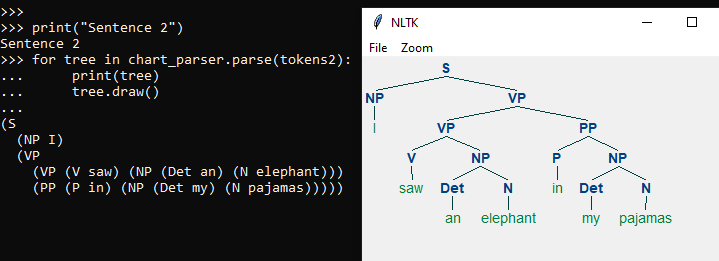 >>>
>>> print("Sentence 2")
Sentence 2
>>> for tree in chart_parser.parse(tokens2):
...     print(tree)
...     tree.draw()
...
(S
  (NP I)
  (VP
    (VP (V saw) (NP (Det an) (N elephant)))
    (PP (P in) (NP (Det my) (N pajamas)))))
NLTK
File Zoom
S
NP VP
I
VP PP
V NP P NP
saw Det N in Det N
an elephant my pajamas